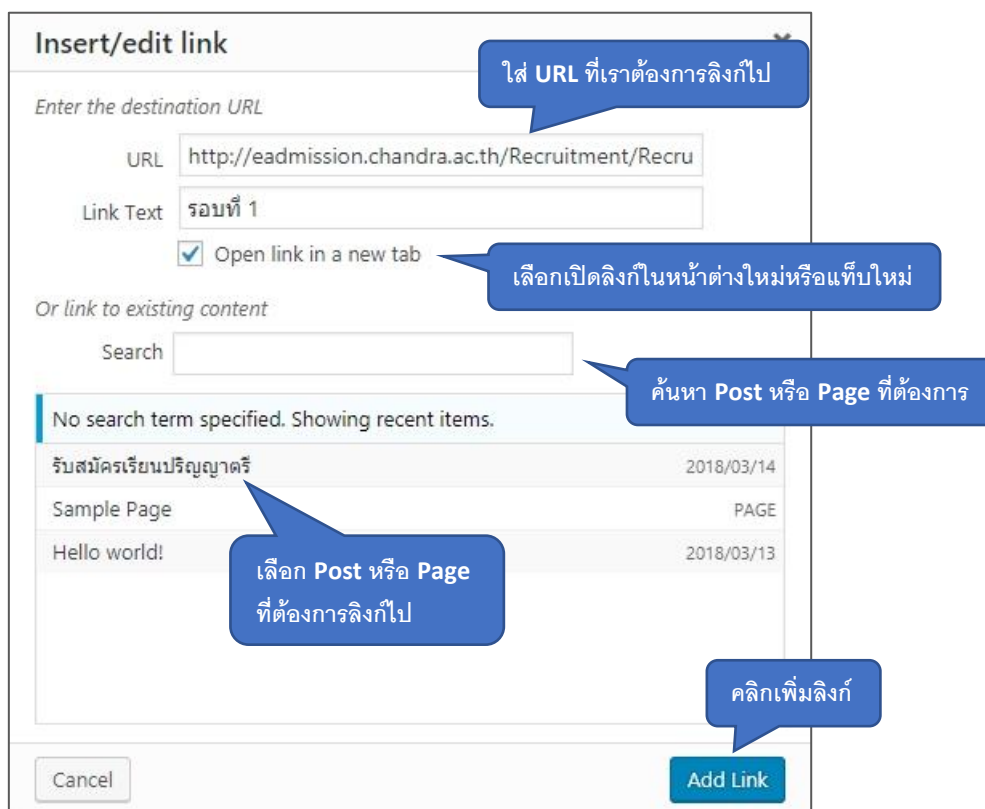 Insert/edit link
ใส่ URL ที่เราต้องการลิงก์ไป
Enter the destination URL
URL http://eadmission.chandra.ac.th/Recruitment/Recru
Link Text รอบที่ 1
Open link in a new tab
เลือกเปิดลิงก์ในหน้าต่างใหม่หรือแท็บใหม่
Or link to existing content
Search
ค้นหา Post หรือ Page ที่ต้องการ
No search term specified. Showing recent items.
รับสมัครเรียนปริญญาตรี 2018/03/14
Sample Page PAGE
Hello world! 2018/03/13
เลือก Post หรือ Page
ที่ต้องการลิงก์ไป
คลิกเพิ่มลิงก์
Cancel Add Link